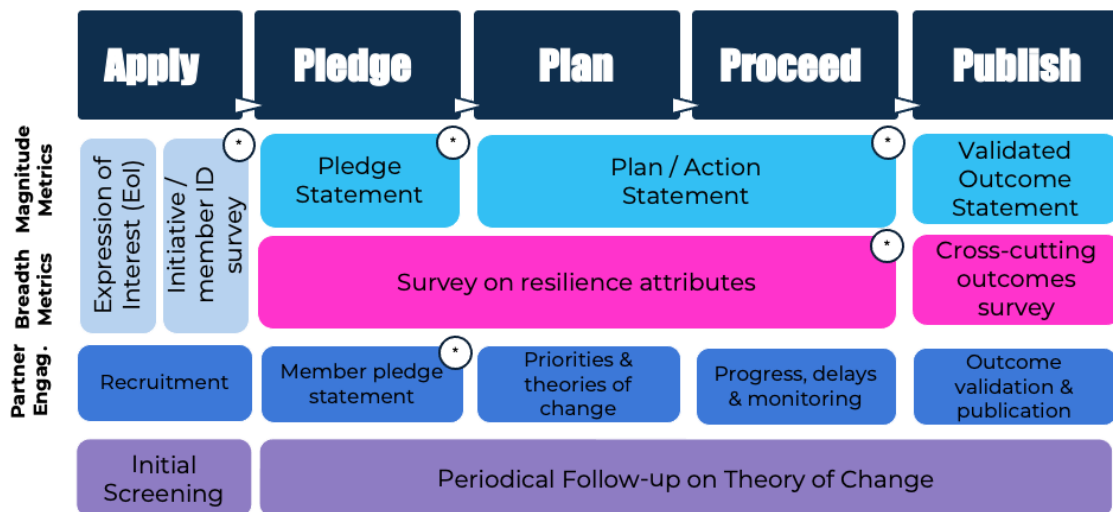 Apply
Pledge
Plan
Proceed
Publish
Magnitude
Metrics
Expression of
Interest (EoI)
Initiative /
member ID
survey
*
Pledge
Statement
*
Plan / Action
Statement
*
Validated
Outcome
Statement
Breadth
Metrics
Survey on resilience attributes
*
Cross-cutting
outcomes
survey
Partner
Engag.
Recruitment
Member pledge
statement
*
Priorities &
theories of
change
Progress, delays
& monitoring
Outcome
validation &
publication
Initial
Screening
Periodical Follow-up on Theory of Change